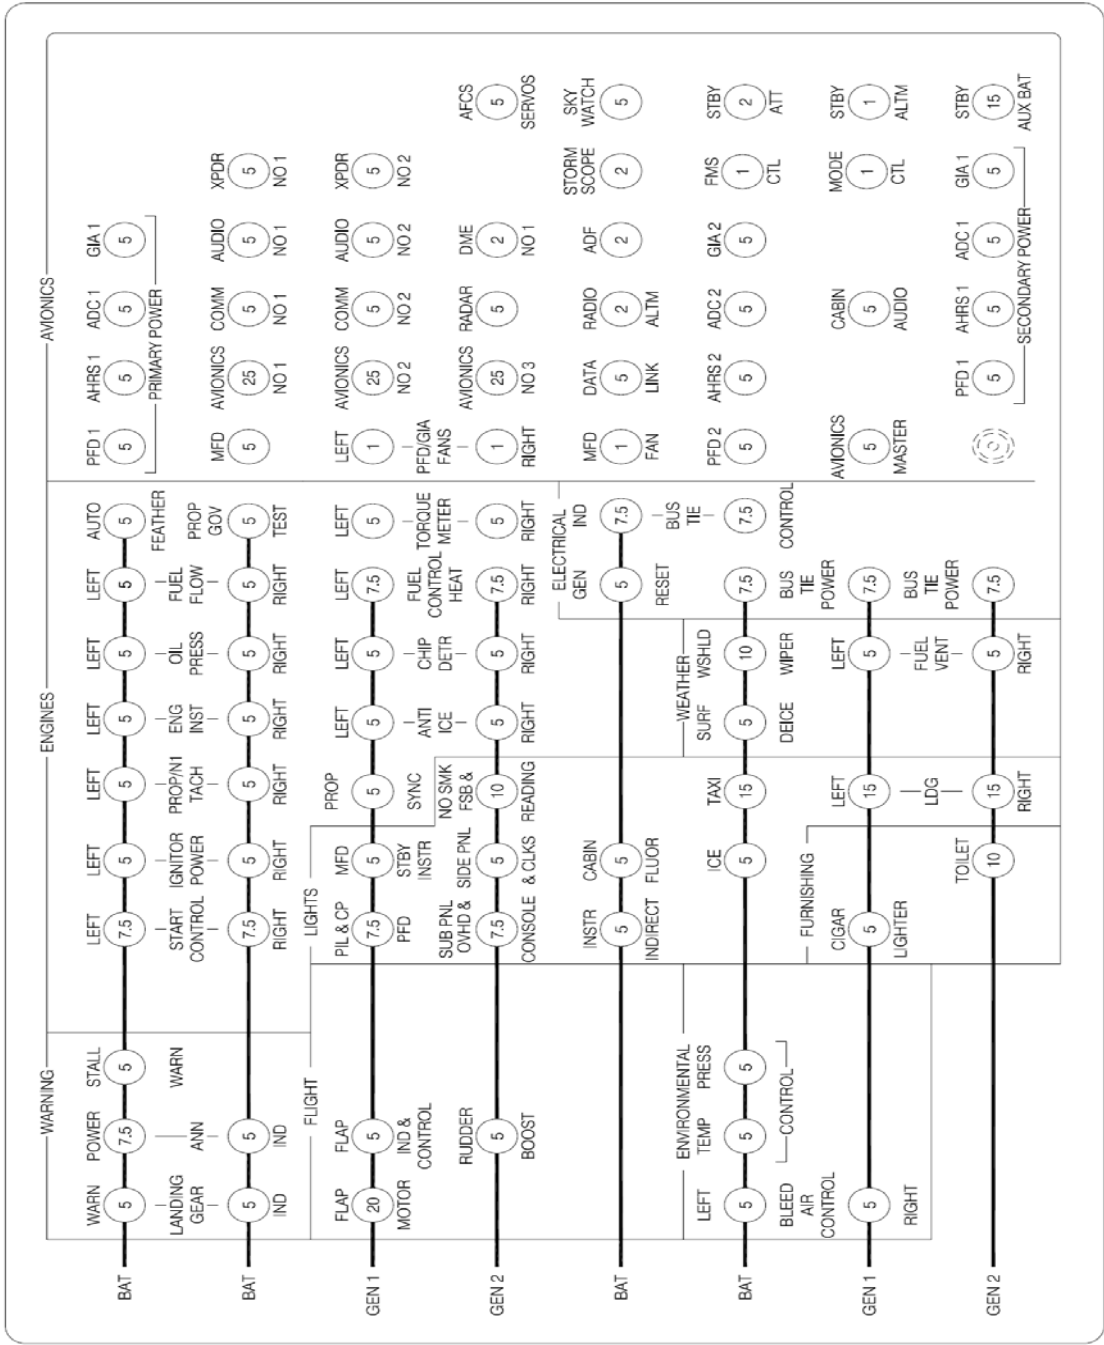 WARNING ENGINES AVIONICS
WARN POWER STALL LEFT LEFT LEFT LEFT LEFT LEFT AUTO PFD 1 AHRS 1 ADC 1 GIA 1
BAT 5 7.5 5 7.5 5 5 5 5 5 5 5 5 5 5
FEATHER PRIMARY POWER
LANDING GEAR ANN WARN START CONTROL IGNITOR POWER PROP/N1 TACH ENG INST OIL PRESS FUEL FLOW PROP GOV MFD AVIONICS COMM AUDIO XPDR
BAT 5 5 7.5 5 5 5 5 5 5 5 25 5 5 5
IND IND RIGHT RIGHT RIGHT RIGHT RIGHT RIGHT TEST NO 1 NO 1 NO 1 NO 1
FLIGHT LIGHTS
FLAP FLAP PIL & CP MFD PROP LEFT LEFT LEFT LEFT LEFT AVIONICS COMM AUDIO XPDR
GEN 1 20 5 7.5 5 5 5 5 7.5 5 1 25 5 5 5
MOTOR IND & CONTROL PFD STBY INSTR SYNC NO 2 NO 2 NO 2 NO 2
ANTI ICE CHIP DETR FUEL CONTROL HEAT TORQUE METER PFD/GIA FANS
RUDDER SUB PNL OVHD & SIDE PNL NO SMK FSB & AVIONICS RADAR DME AFCS
GEN 2 5 7.5 5 10 5 5 7.5 5 1 25 5 2 5
BOOST CONSOLE & CLKS READING RIGHT RIGHT RIGHT RIGHT RIGHT NO 3 NO 1 SERVOS
ELECTRICAL
INSTR CABIN GEN IND MFD DATA RADIO ADF STORM SCOPE SKY WATCH
BAT 5 5 5 7.5 1 5 2 2 2 5
INDIRECT FLUOR RESET BUS TIE FAN LINK ALTM
ENVIRONMENTAL WEATHER
LEFT TEMP PRESS ICE TAXI SURF WSHLD PFD 2 AHRS 2 ADC 2 GIA 2 FMS STBY
BAT 5 5 5 5 15 5 10 7.5 7.5 5 5 5 5 1 2
BLEED AIR CONTROL CONTROL DEICE WIPER BUS TIE POWER CONTROL CTL ATT
FURNISHING
CIGAR LEFT LEFT AVIONICS CABIN MODE STBY
GEN 1 5 5 15 5 7.5 5 5 1 1
RIGHT LIGHTER MASTER AUDIO CTL ALTM
LDG FUEL VENT BUS TIE POWER
TOILET PFD 1 AHRS 1 ADC 1 GIA 1 STBY
GEN 2 10 15 5 7.5 5 5 5 5 15
RIGHT RIGHT SECONDARY POWER AUX BAT